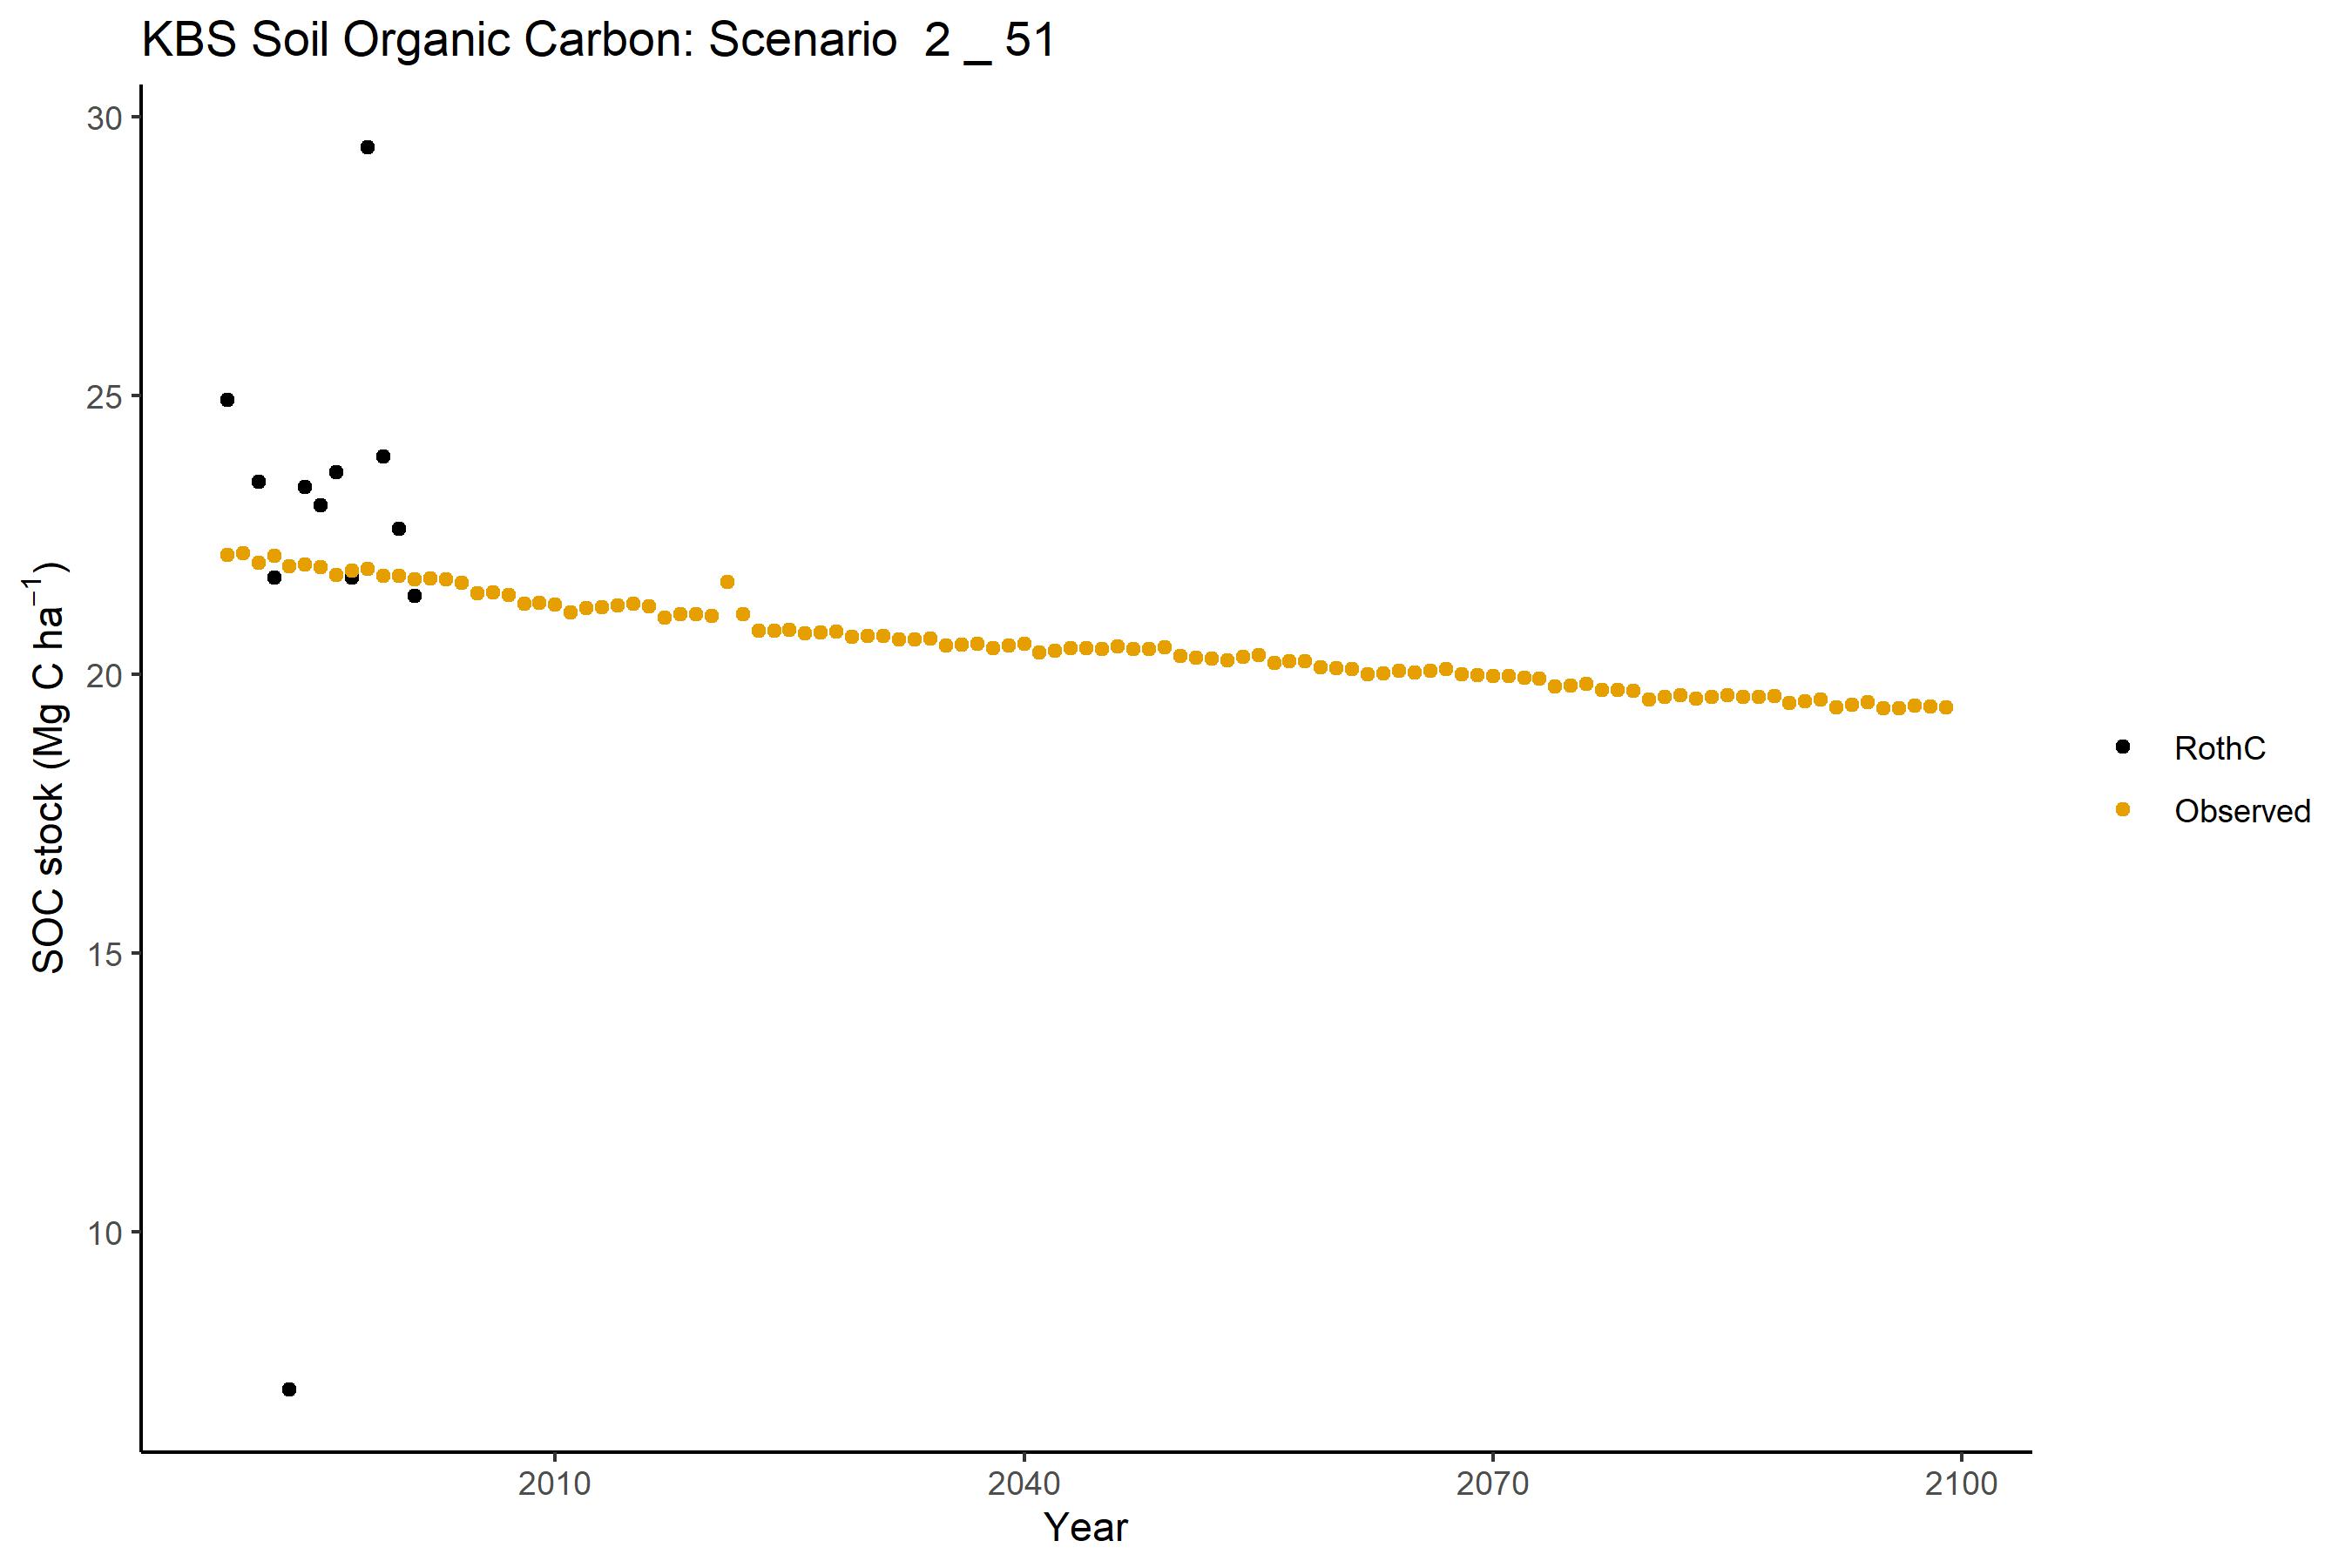 KBS Soil Organic Carbon: Scenario  2 _ 51
30
25
20
15
10
SOC stock (Mg C ha⁻¹)
2010
2040
2070
2100
Year
RothC
Observed